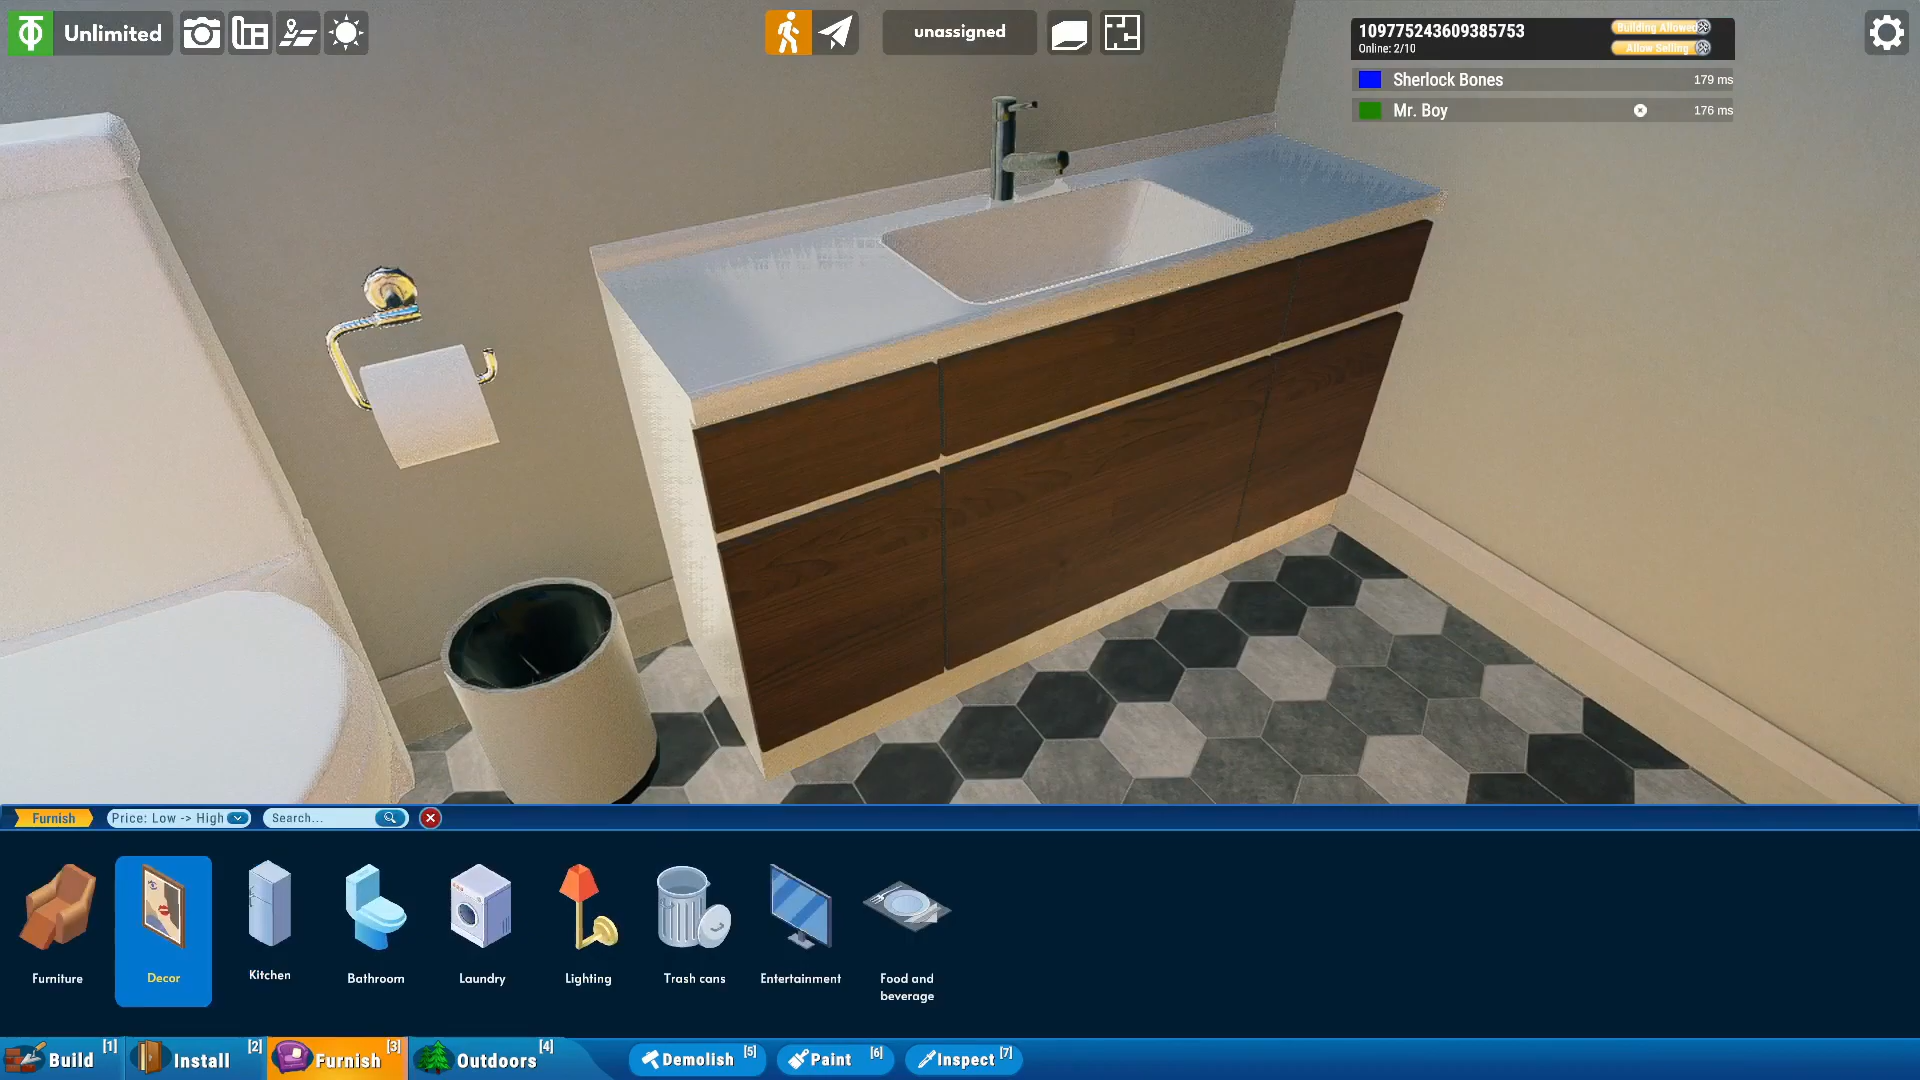 Unlimited
unassigned
109775243609385753
Online: 2/10
Building Allowed
Allow Selling
Sherlock Bones
179 ms
Mr. Boy
176 ms
Furnish
Price: Low -> High
Search...
Furniture
Decor
Kitchen
Bathroom
Laundry
Lighting
Trash cans
Entertainment
Food and
beverage
Build [1]
Install [2]
Furnish [3]
Outdoors [4]
Demolish [5]
Paint [6]
Inspect [7]